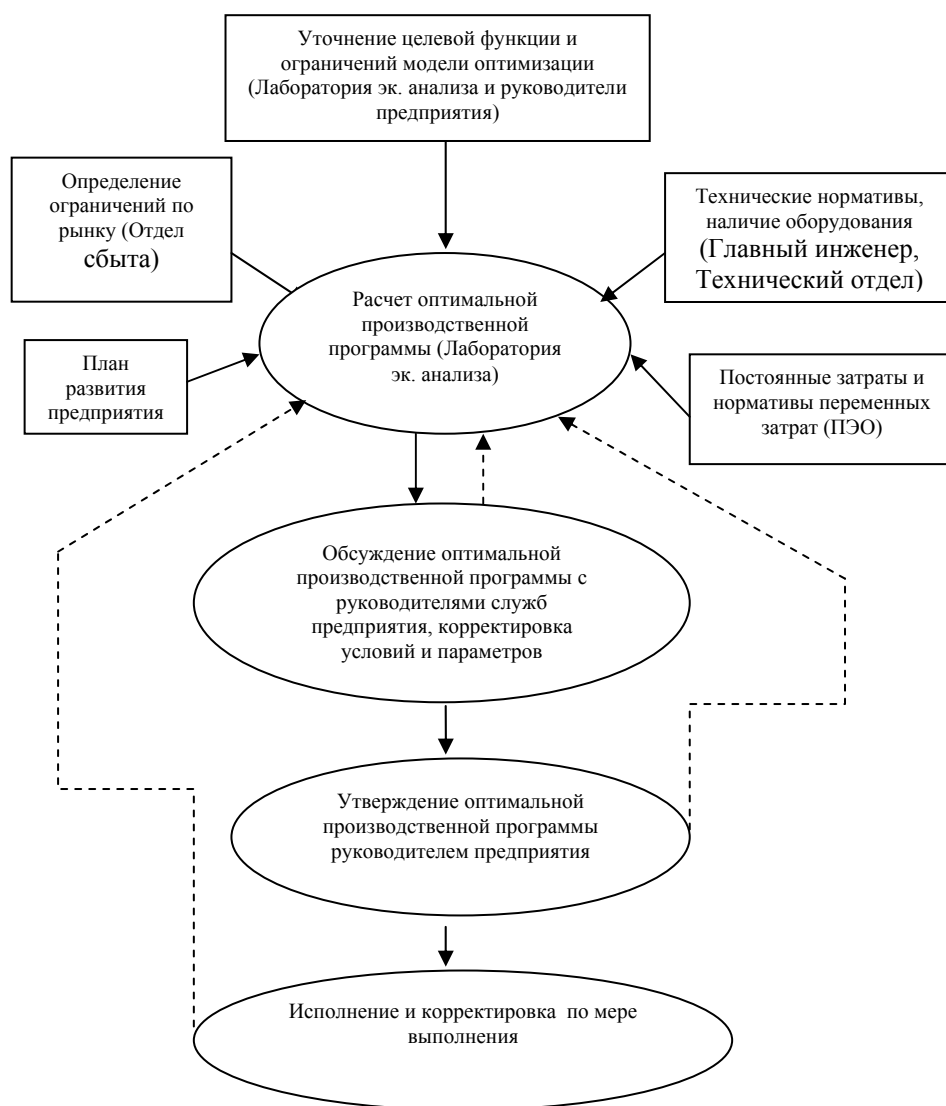 Уточнение целевой функции и
ограничений модели оптимизации
(Лаборатория эк. анализа и руководители
предприятия)
Определение
ограничений по
рынку (Отдел
сбыта)
Технические нормативы,
наличие оборудования
(Главный инженер,
Технический отдел)
Расчет оптимальной
производственной
программы (Лаборатория
эк. анализа)
План
развития
предприятия
Постоянные затраты и
нормативы переменных
затрат (ПЭО)
Обсуждение оптимальной
производственной программы с
руководителями служб
предприятия, корректировка
условий и параметров
Утверждение оптимальной
производственной программы
руководителем предприятия
Исполнение и корректировка по мере
выполнения